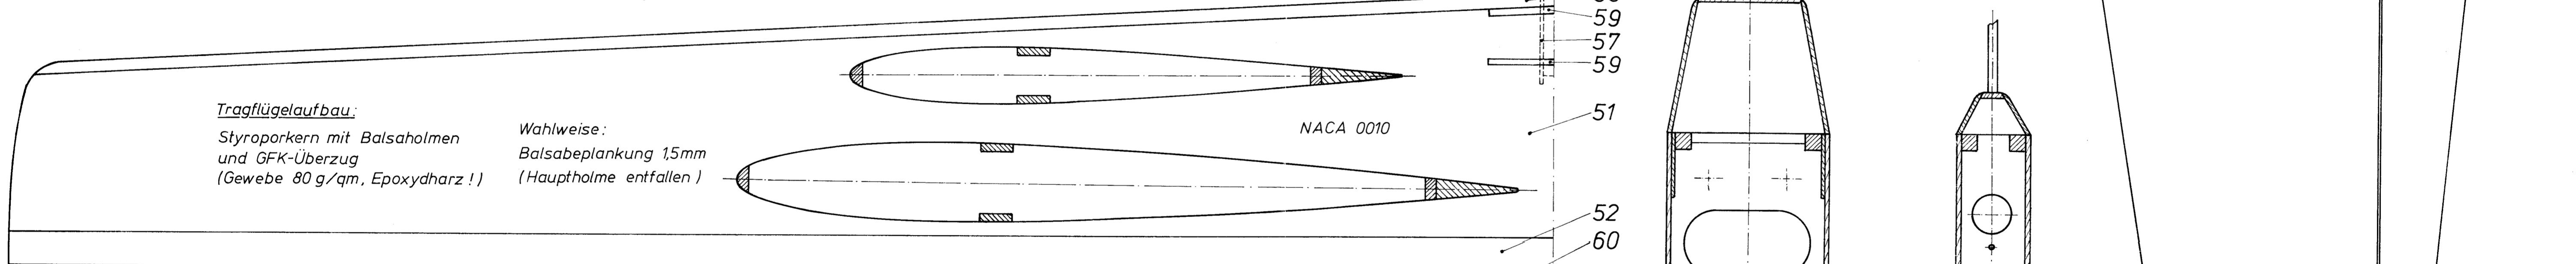 59
57
59
51
Tragflügelaufbau:
Styroporkern mit Balsaholmen
und GFK-Überzug
(Gewebe 80 g/qm, Epoxydharz!)
Wahlweise:
Balsabeplankung 1,5mm
(Hauptholme entfallen)
NACA 0010
52
60